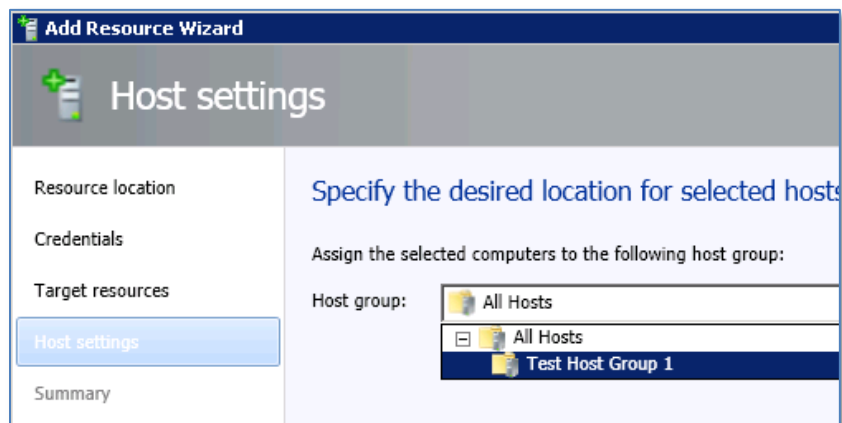 Add Resource Wizard
Host settings
Resource location
Credentials
Target resources
Host settings
Summary
Specify the desired location for selected hosts
Assign the selected computers to the following host group:
Host group:
All Hosts
All Hosts
Test Host Group 1